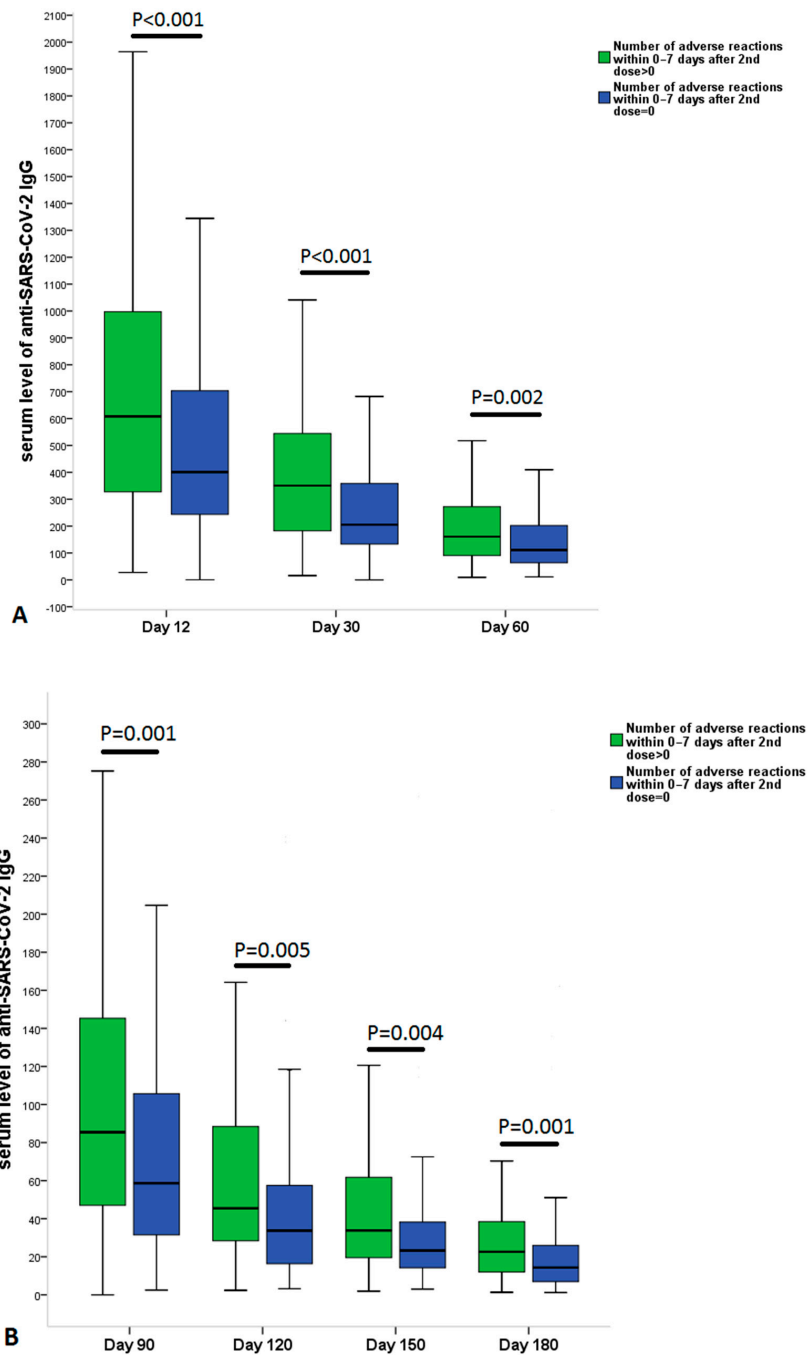 P<0.001
2100
2000
1900
1800
1700
1600
1500
1400
1300
1200
1100
1000
900
800
700
600
500
400
300
200
100
0
-100
serum level of anti-SARS-CoV-2 IgG
Number of adverse reactions
within 0–7 days after 2nd
dose>0
Number of adverse reactions
within 0–7 days after 2nd
dose=0
P<0.001
P=0.002
A
Day 12
Day 30
Day 60
300
280
260
240
220
200
180
160
140
120
100
80
60
40
20
0
serum level of anti-SARS-CoV-2 IgG
P=0.001
Number of adverse reactions
within 0–7 days after 2nd
dose>0
Number of adverse reactions
within 0–7 days after 2nd
dose=0
P=0.005
P=0.004
P=0.001
B
Day 90
Day 120
Day 150
Day 180